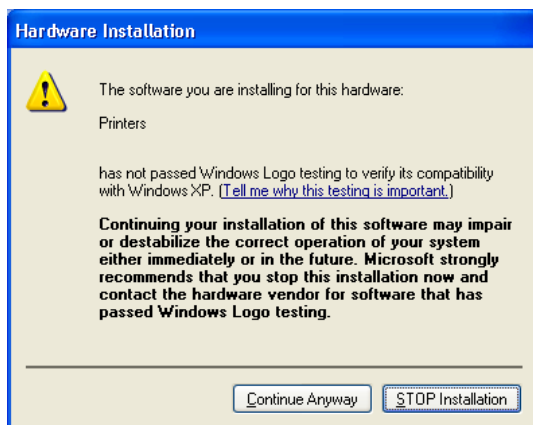 Hardware Installation
The software you are installing for this hardware:
Printers
has not passed Windows Logo testing to verify its compatibility
with Windows XP. (Tell me why this testing is important.)
Continuing your installation of this software may impair
or destabilize the correct operation of your system
either immediately or in the future. Microsoft strongly
recommends that you stop this installation now and
contact the hardware vendor for software that has
passed Windows Logo testing.
Continue Anyway
STOP Installation